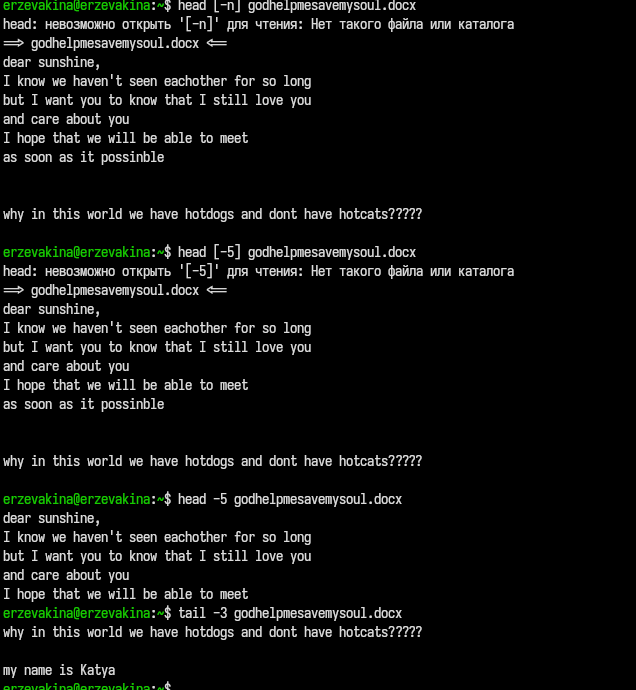 erzevakina@erzevakina:~$ head [-n] godhelpmesavemysoul.docx
head: невозможно открыть '[-n]' для чтения: Нет такого файла или каталога
==> godhelpmesavemysoul.docx <==
dear sunshine,
I know we haven't seen eachother for so long
but I want you to know that I still love you
and care about you
I hope that we will be able to meet
as soon as it possinble
why in this world we have hotdogs and dont have hotcats?????
erzevakina@erzevakina:~$ head [-5] godhelpmesavemysoul.docx
head: невозможно открыть '[-5]' для чтения: Нет такого файла или каталога
==> godhelpmesavemysoul.docx <==
dear sunshine,
I know we haven't seen eachother for so long
but I want you to know that I still love you
and care about you
I hope that we will be able to meet
as soon as it possinble
why in this world we have hotdogs and dont have hotcats?????
erzevakina@erzevakina:~$ head -5 godhelpmesavemysoul.docx
dear sunshine,
I know we haven't seen eachother for so long
but I want you to know that I still love you
and care about you
I hope that we will be able to meet
erzevakina@erzevakina:~$ tail -3 godhelpmesavemysoul.docx
why in this world we have hotdogs and dont have hotcats?????
my name is Katya
erzevakina@erzevakina:~$